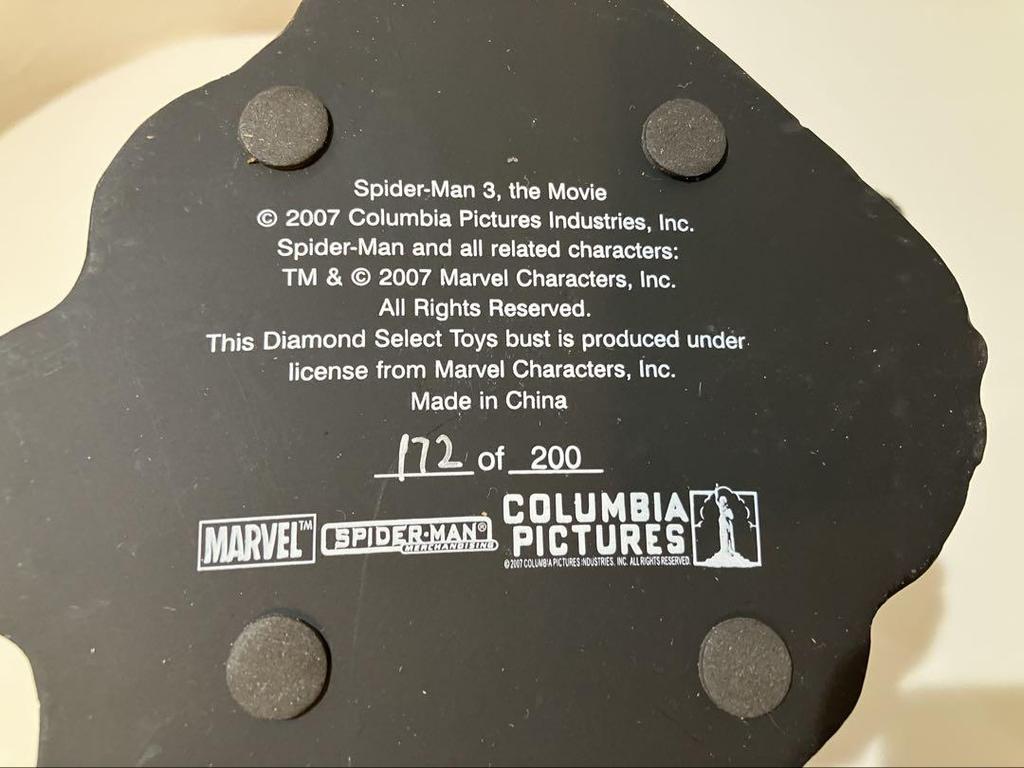 Spider-Man 3, the Movie
© 2007 Columbia Pictures Industries, Inc.
Spider-Man and all related characters:
TM & © 2007 Marvel Characters, Inc.
All Rights Reserved.
This Diamond Select Toys bust is produced under
license from Marvel Characters, Inc.
Made in China
172 of 200
MARVEL™ SPIDER-MAN® MERCHANDISING
COLUMBIA
PICTURES
© 2007 COLUMBIA PICTURES INDUSTRIES, INC. ALL RIGHTS RESERVED.